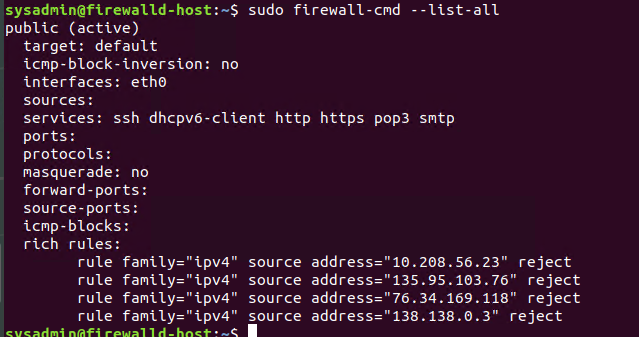 sysadmin@firewalld-host:~$ sudo firewall-cmd --list-all
public (active)
  target: default
  icmp-block-inversion: no
  interfaces: eth0
  sources:
  services: ssh dhcpv6-client http https pop3 smtp
  ports:
  protocols:
  masquerade: no
  forward-ports:
  source-ports:
  icmp-blocks:
  rich rules:
        rule family="ipv4" source address="10.208.56.23" reject
        rule family="ipv4" source address="135.95.103.76" reject
        rule family="ipv4" source address="76.34.169.118" reject
        rule family="ipv4" source address="138.138.0.3" reject
sysadmin@firewalld-host:~$